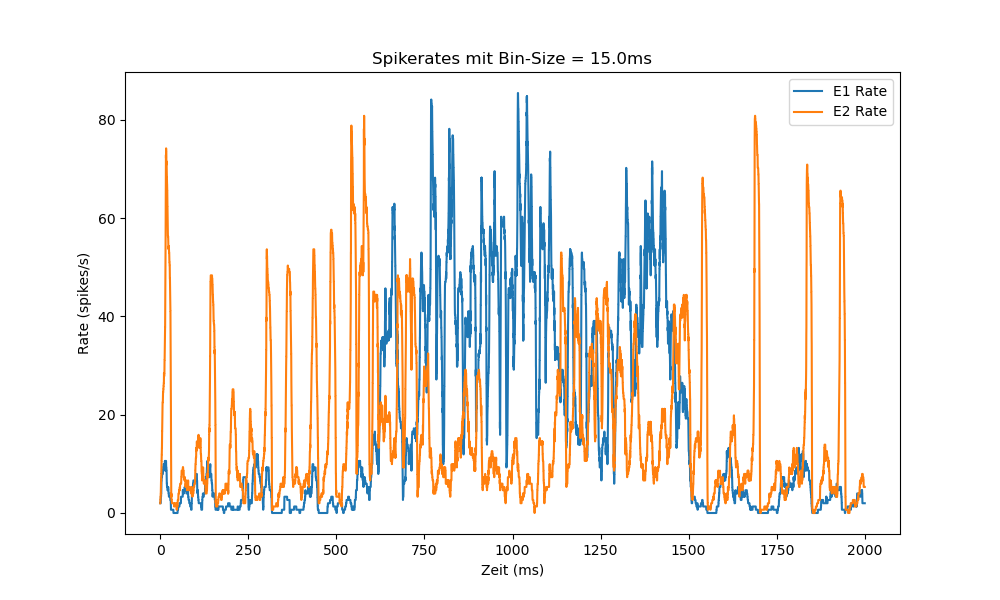 Spikerates mit Bin-Size = 15.0ms
E1 Rate
E2 Rate
80
60
40
20
0
Rate (spikes/s)
0 250 500 750 1000 1250 1500 1750 2000
Zeit (ms)